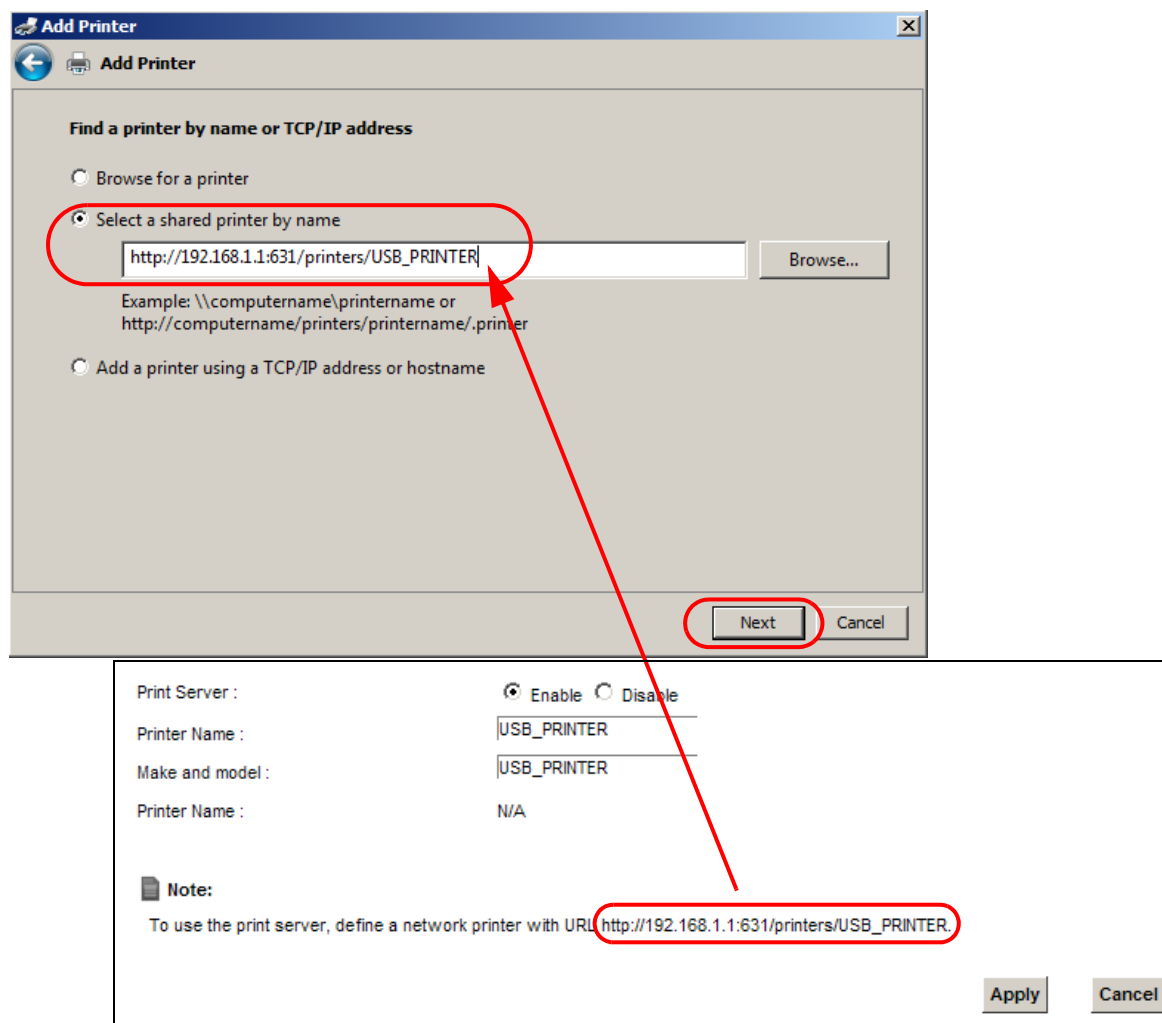 Add Printer
Add Printer
Find a printer by name or TCP/IP address
Browse for a printer
Select a shared printer by name
http://192.168.1.1:631/printers/USB_PRINTER
Browse...
Example: \\computername\printername or
http://computername/printers/printername/.printer
Add a printer using a TCP/IP address or hostname
Next
Cancel
Print Server : Enable Disable
Printer Name : USB_PRINTER
Make and model : USB_PRINTER
Printer Name : N/A
Note:
To use the print server, define a network printer with URL http://192.168.1.1:631/printers/USB_PRINTER.
Apply
Cancel